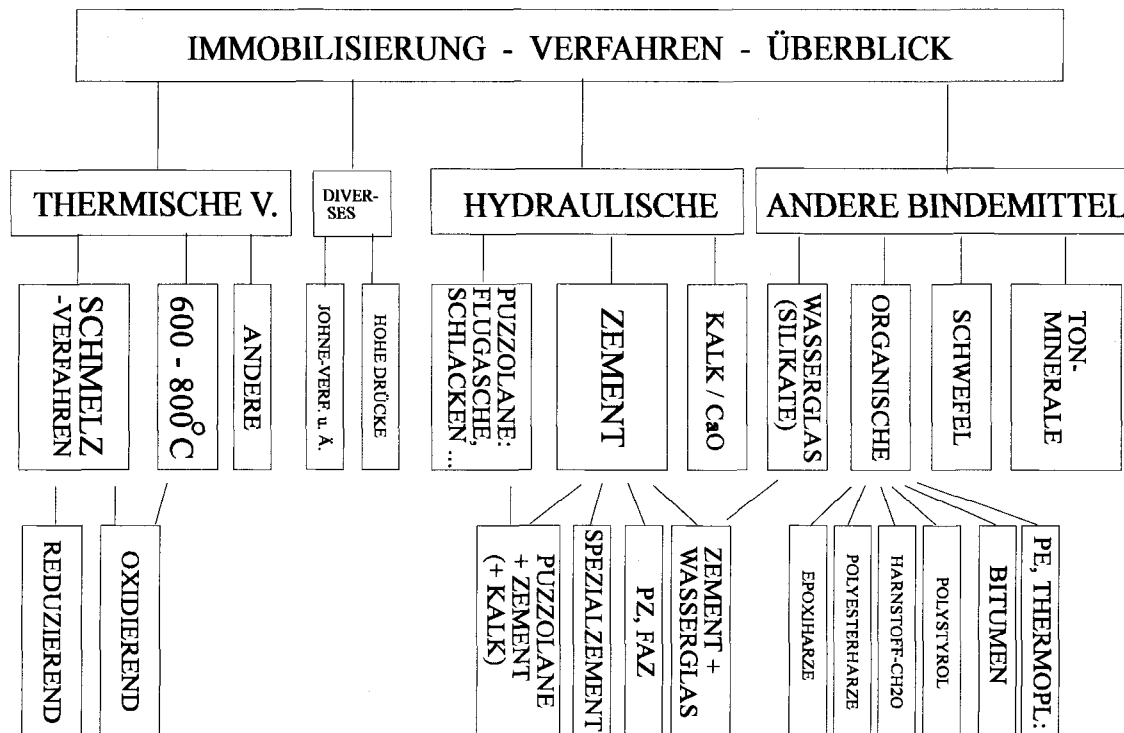 IMMOBILISIERUNG - VERFAHREN - ÜBERBLICK
THERMISCHE V.
DIVER-
SES
HYDRAULISCHE
ANDERE BINDEMITTEL
SCHMELZ
-VERFAHREN
600 - 800°C
ANDERE
JOHNE-VERF. u. Ä.
HOHE DRÜCKE
PUZZOLANE:
FLUGASCHE,
SCHLACKEN ...
ZEMENT
KALK / CaO
WASSERGLAS
(SILIKATE)
ORGANISCHE
SCHWEFEL
TON-
MINERALE
REDUZIEREND
OXIDIEREND
PUZZOLANE
+ ZEMENT
(+ KALK)
SPEZIALZEMENT
PZ, FAZ
ZEMENT +
WASSERGLAS
EPOXIHARZE
POLYESTERHARZE
HARNSTOFF-CH2O
POLYSTYROL
BITUMEN
PE, THERMOPL: